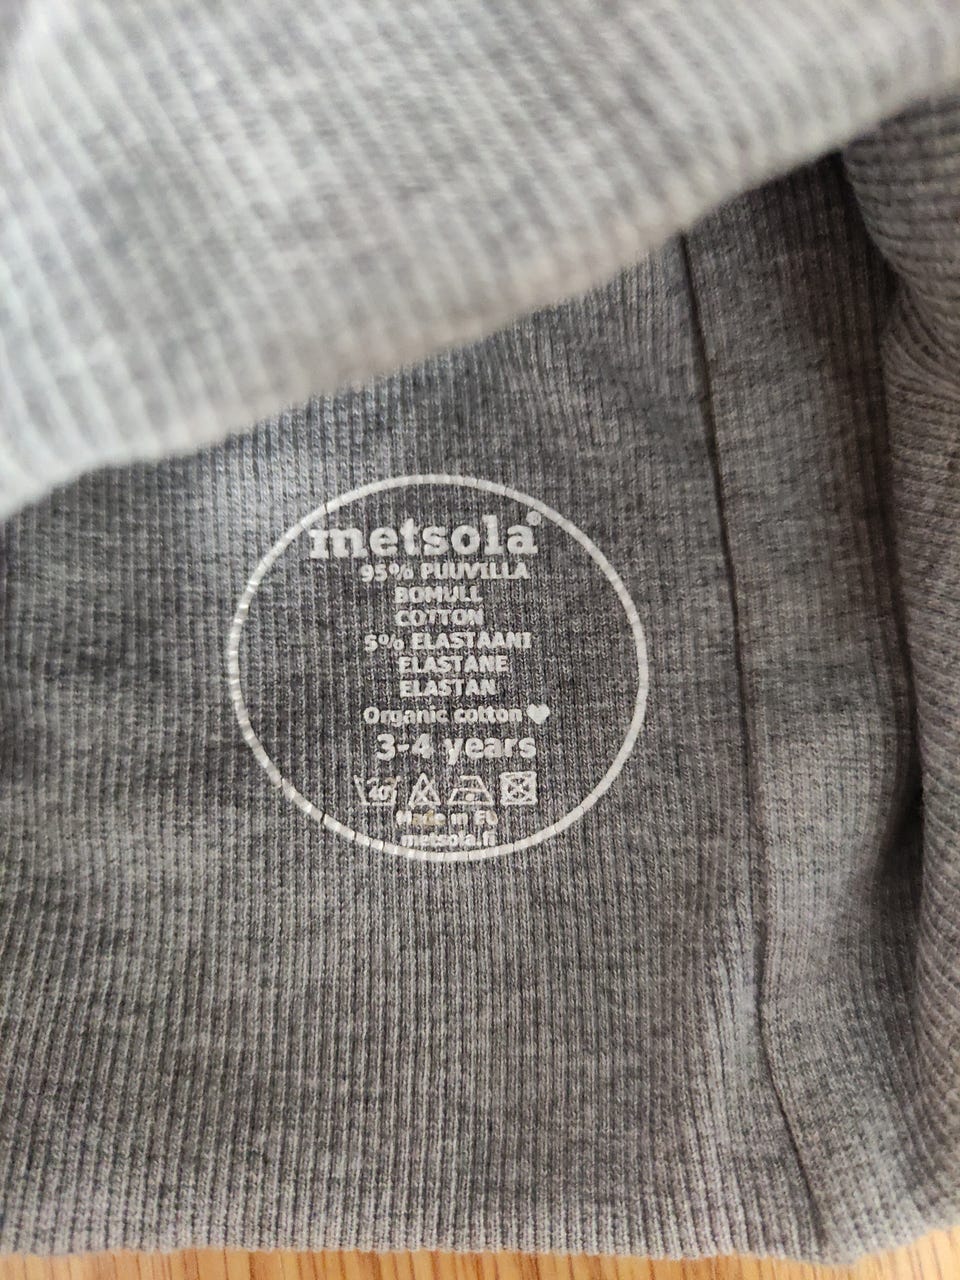 metsola®
95% PUUVILLA
BOMULL
COTTON
5% ELASTAANI
ELASTANE
ELASTAN
Organic cotton ♥
3-4 years
40
Made in EU
metsola.fi